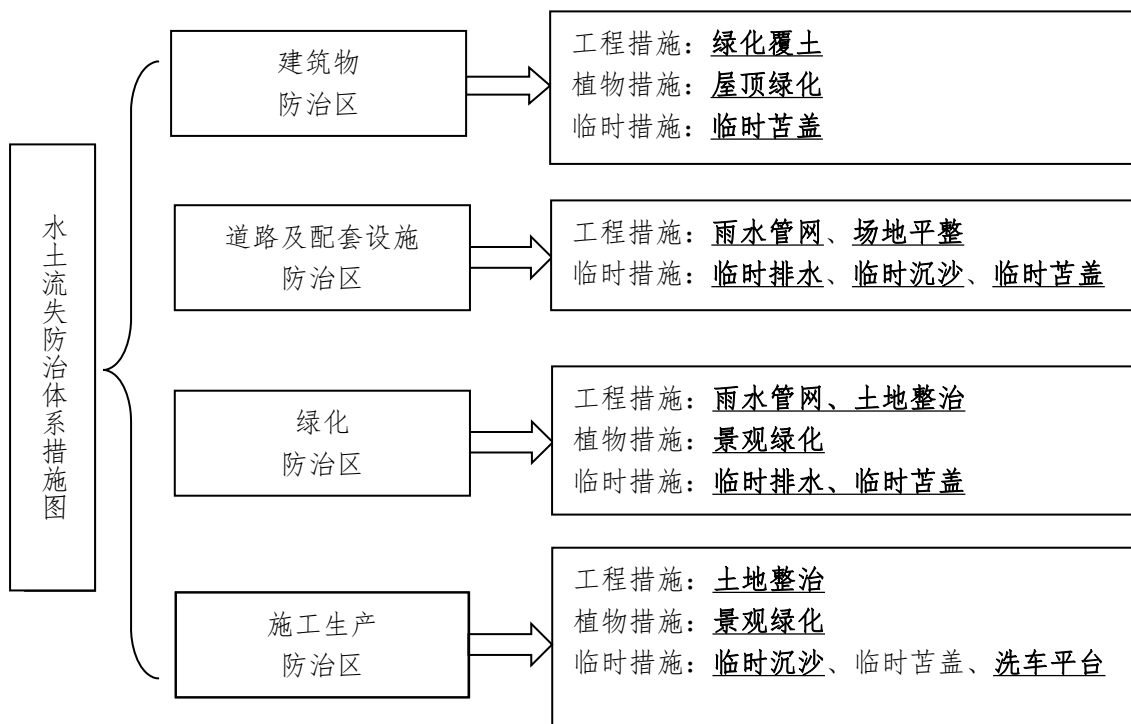 水土流失防治体系措施图
建筑物
防治区
工程措施：绿化覆土
植物措施：屋顶绿化
临时措施：临时苫盖
道路及配套设施
防治区
工程措施：雨水管网、场地平整
临时措施：临时排水、临时沉沙、临时苫盖
绿化
防治区
工程措施：雨水管网、土地整治
植物措施：景观绿化
临时措施：临时排水、临时苫盖
施工生产
防治区
工程措施：土地整治
植物措施：景观绿化
临时措施：临时沉沙、临时苫盖、洗车平台